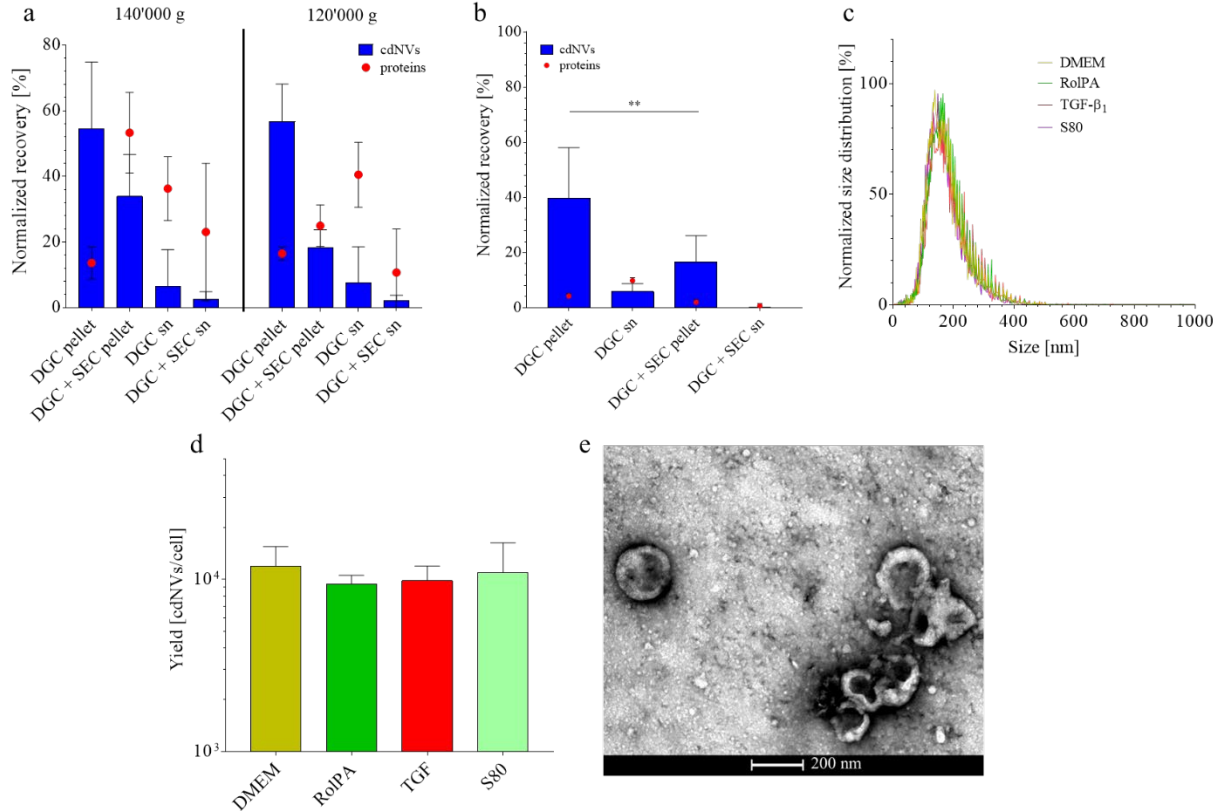 a
140'000 g
120'000 g
Normalized recovery [%]
80
60
40
20
0
cdNVs
proteins
DGC pellet
DGC + SEC pellet
DGC sn
DGC + SEC sn
DGC pellet
DGC + SEC pellet
DGC sn
DGC + SEC sn
b
Normalized recovery [%]
100
80
60
40
20
0
cdNVs
proteins
**
DGC pellet
DGC sn
DGC + SEC pellet
DGC + SEC sn
c
Normalized size distribution [%]
100
50
0
DMEM
RolPA
TGF-β1
S80
0
200
400
600
800
1000
Size [nm]
d
Yield [cdNVs/cell]
10^4
10^3
DMEM
RolPA
TGF
S80
e
200 nm